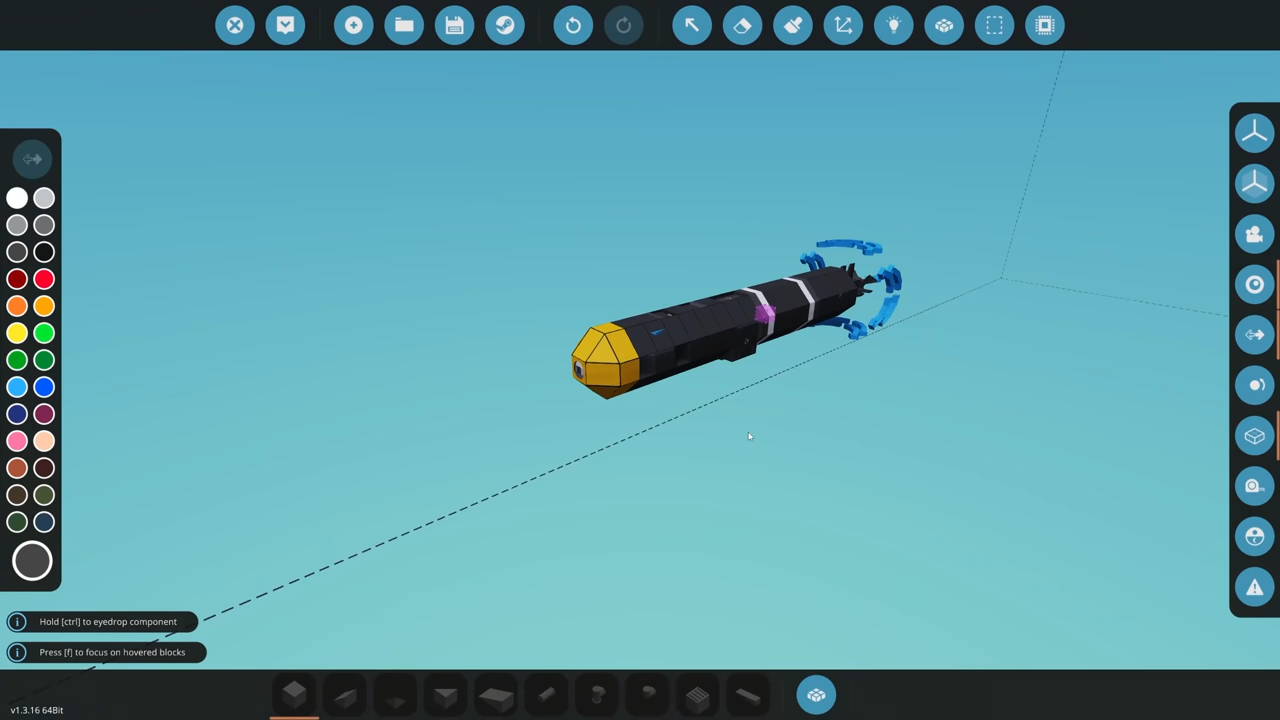 Hold [ctrl] to eyedrop component
Press [f] to focus on hovered blocks
v1.3.16 64Bit